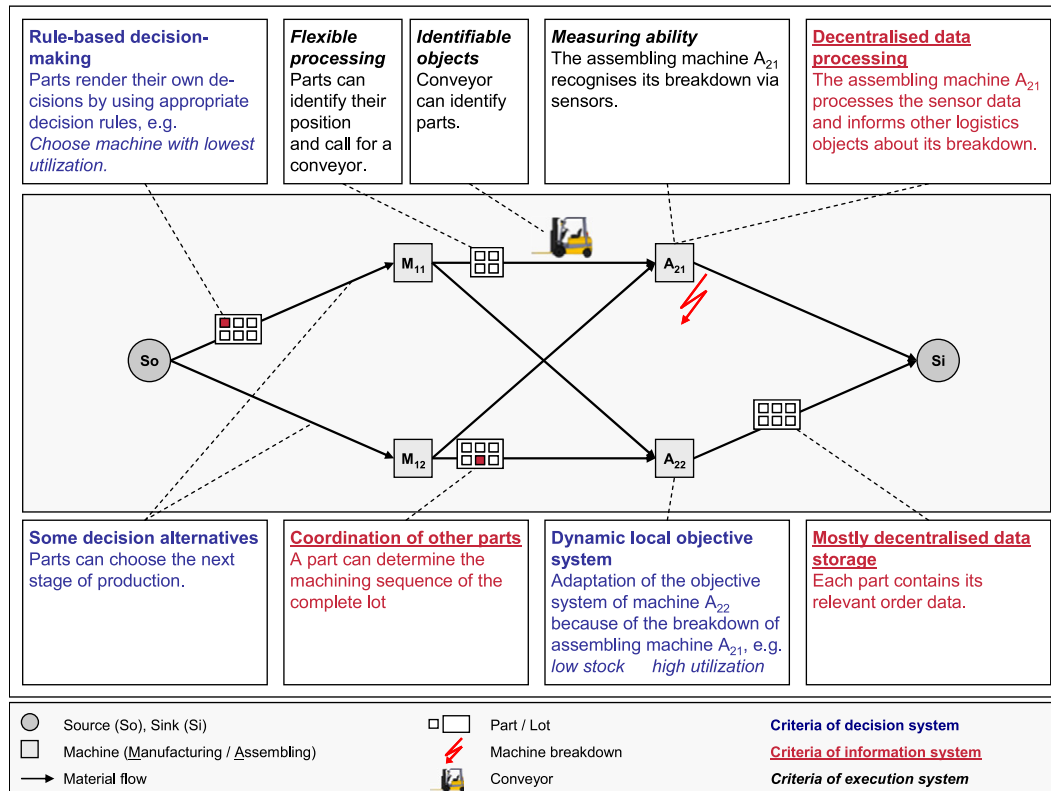 Rule-based decision-
making
Parts render their own de-
cisions by using appropriate
decision rules, e.g.
Choose machine with lowest
utilization.
Flexible
processing
Parts can
identify their
position
and call for a
conveyor.
Identifiable
objects
Conveyor
can identify
parts.
Measuring ability
The assembling machine A21
recognises its breakdown via
sensors.
Decentralised data
processing
The assembling machine A21
processes the sensor data
and informs other logistics
objects about its breakdown.
M11
A21
So
Si
M12
A22
Some decision alternatives
Parts can choose the next
stage of production.
Coordination of other parts
A part can determine the
machining sequence of the
complete lot
Dynamic local objective
system
Adaptation of the objective
system of machine A22
because of the breakdown of
assembling machine A21, e.g.
low stock high utilization
Mostly decentralised data
storage
Each part contains its
relevant order data.
Source (So), Sink (Si)
Part / Lot
Criteria of decision system
Machine (Manufacturing / Assembling)
Machine breakdown
Criteria of information system
Material flow
Conveyor
Criteria of execution system